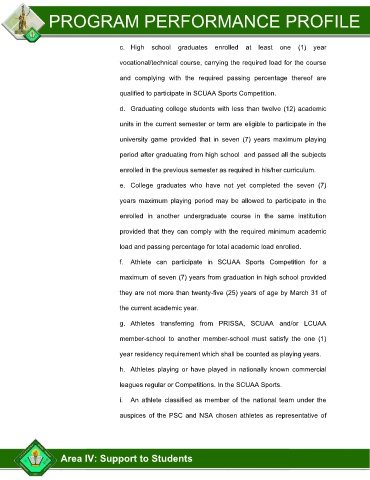 PROGRAM PERFORMANCE PROFILE
c. High school graduates enrolled at least one (1) year
vocational/technical course, carrying the required load for the course
and complying with the required passing percentage thereof are
qualified to participate in SCUAA Sports Competition.
d. Graduating college students with less than twelve (12) academic
units in the current semester or term are eligible to participate in the
university game provided that in seven (7) years maximum playing
period after graduating from high school and passed all the subjects
enrolled in the previous semester as required in his/her curriculum.
e. College graduates who have not yet completed the seven (7)
years maximum playing period may be allowed to participate in the
enrolled in another undergraduate course in the same institution
provided that they can comply with the required minimum academic
load and passing percentage for total academic load enrolled.
f. Athlete can participate in SCUAA Sports Competition for a
maximum of seven (7) years from graduation in high school provided
they are not more than twenty-five (25) years of age by March 31 of
the current academic year.
g. Athletes transferring from PRISSA, SCUAA and/or LCUAA
member-school to another member-school must satisfy the one (1)
year residency requirement which shall be counted as playing years.
h. Athletes playing or have played in nationally known commercial
leagues regular or Competitions. In the SCUAA Sports.
i. An athlete classified as member of the national team under the
auspices of the PSC and NSA chosen athletes as representative of
Area IV: Support to Students